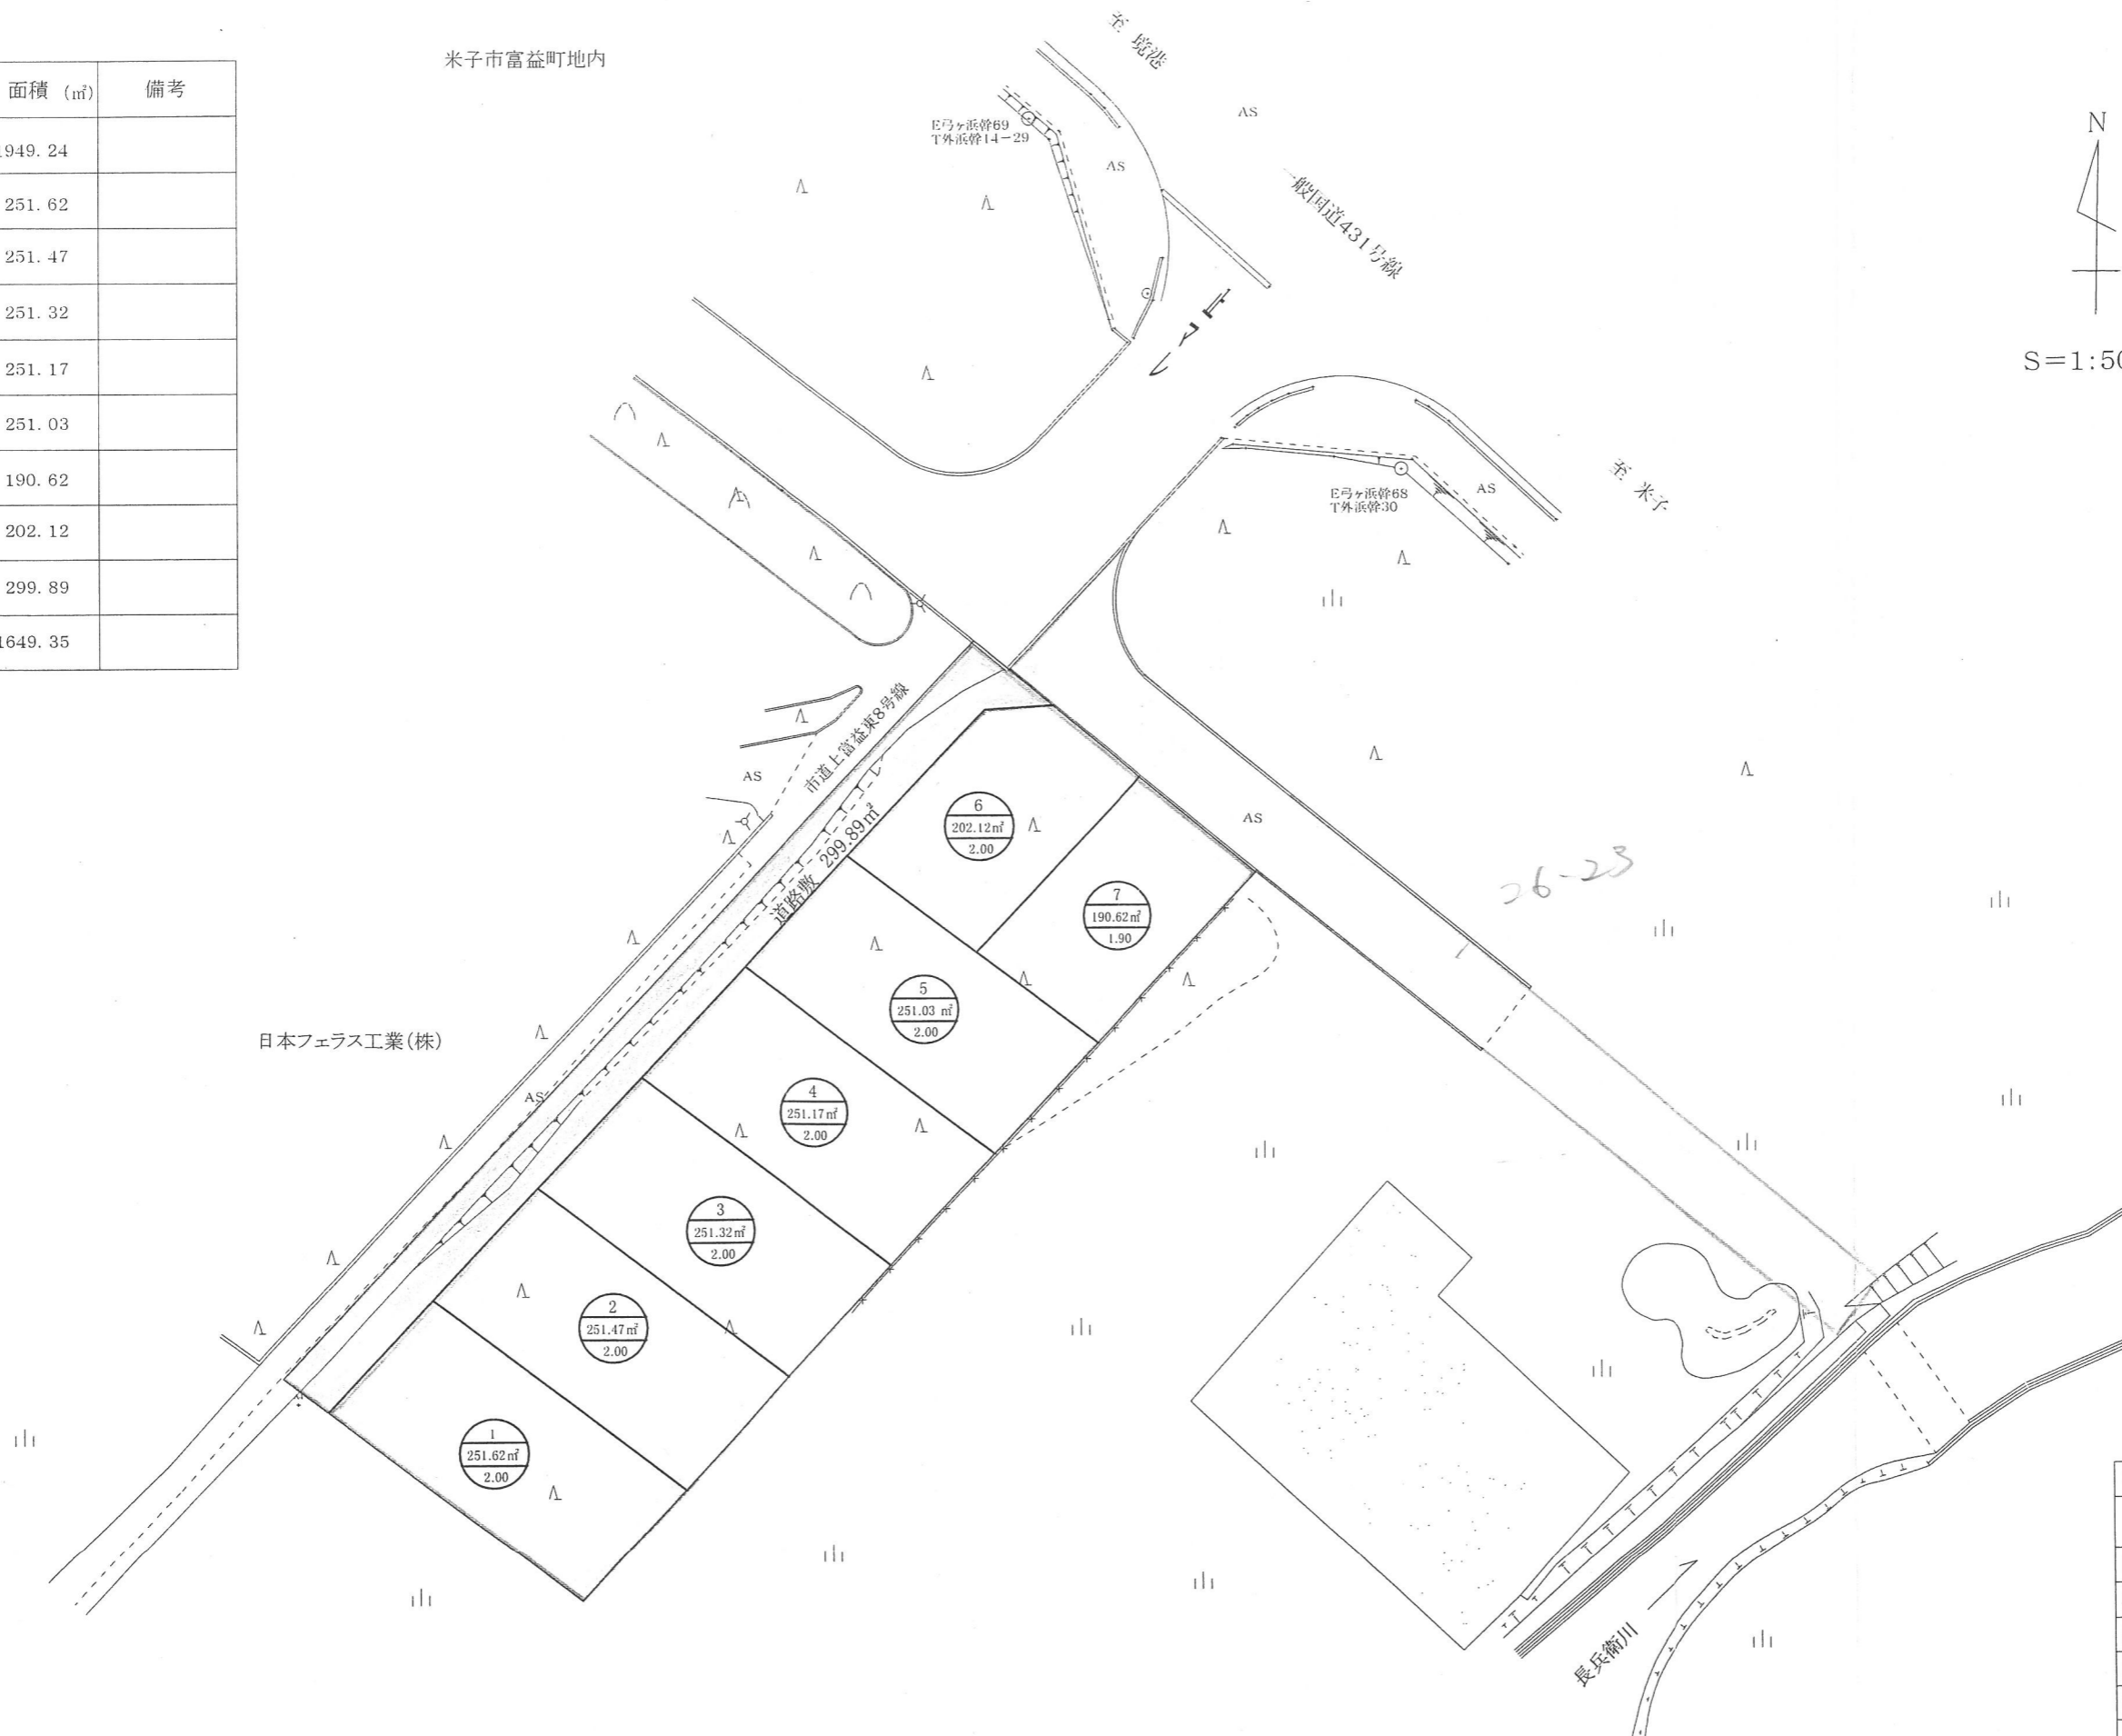 米子市富益町地内
面積 (㎡) 備考
1949. 24
251. 62
251. 47
251. 32
251. 17
251. 03
190. 62
202. 12
299. 89
1649. 35
至 境港
AS
E弓ヶ浜幹69
T外浜幹14-29
AS
一般国道431号線
N
E弓ヶ浜幹68
T外浜幹30
AS
至 米子
市道上富益東8号線
AS
道路敷 299.89㎡
AS
6
202.12㎡
2.00
7
190.62㎡
1.90
26-23
5
251.03 ㎡
2.00
日本フェラス工業(株)
AS
4
251.17㎡
2.00
3
251.32㎡
2.00
2
251.47㎡
2.00
1
251.62㎡
2.00
長兵衛川